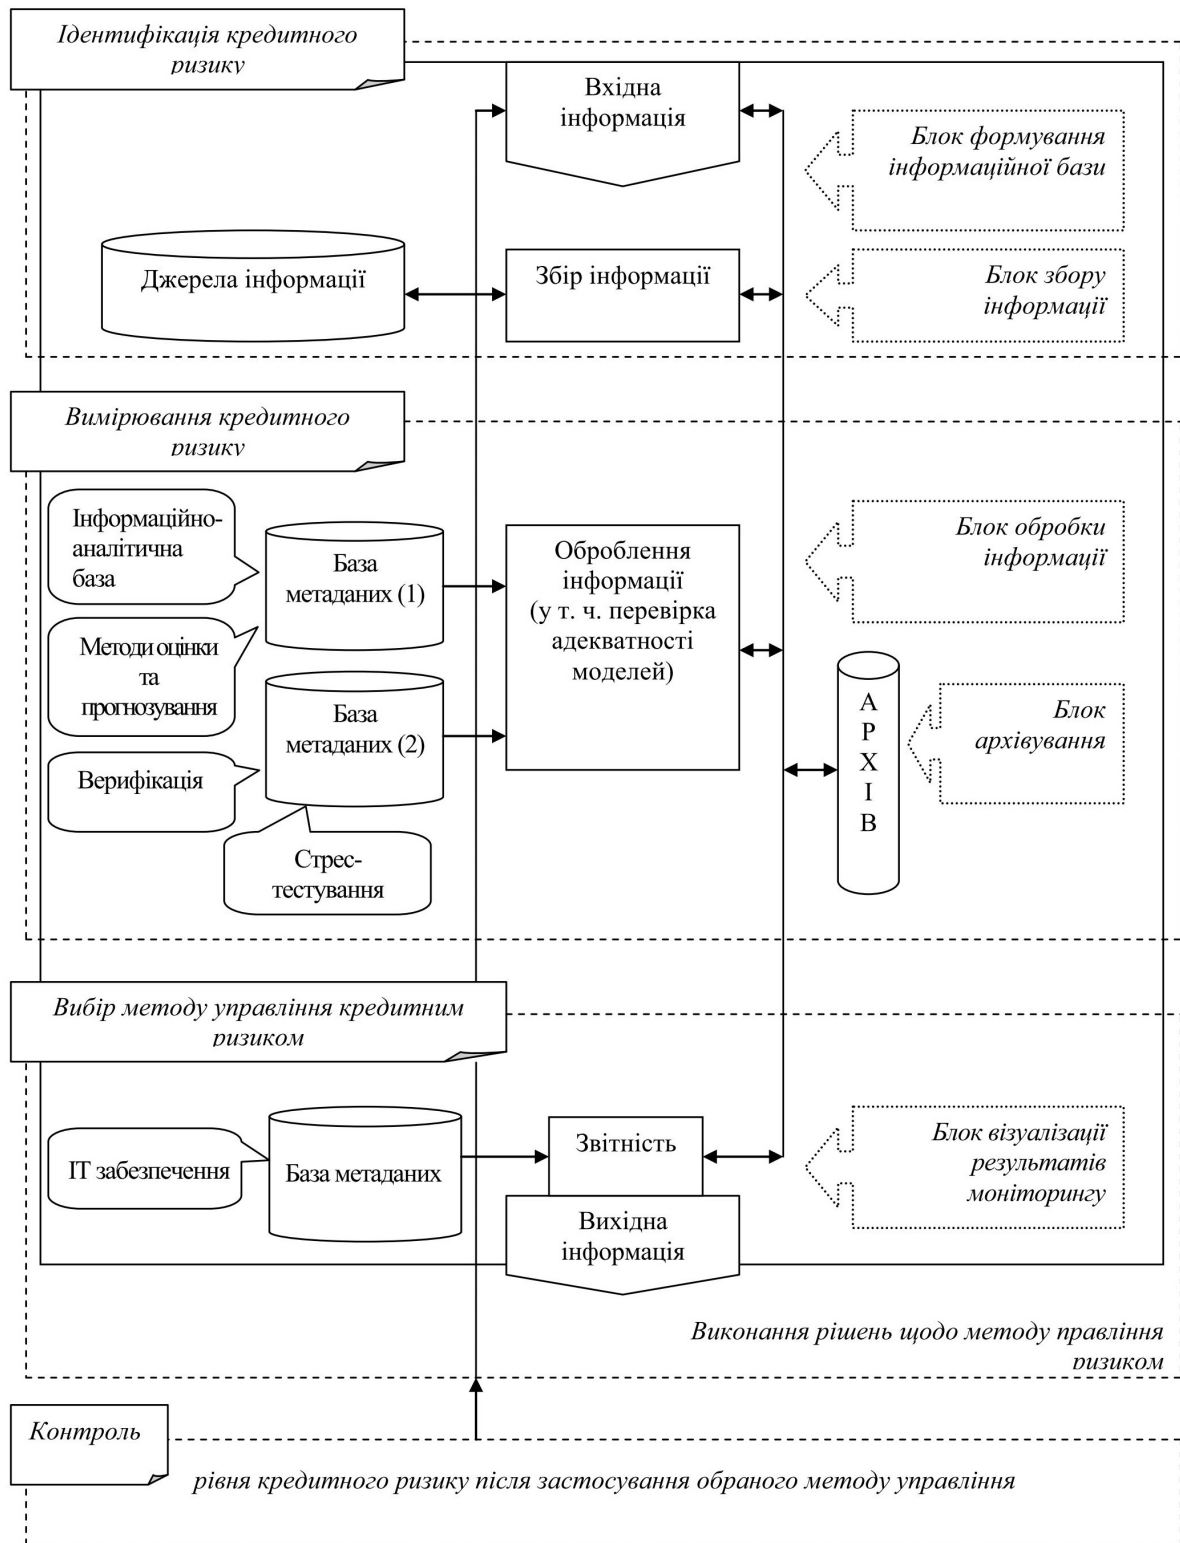 Ідентифікація кредитного
ризику
Вхідна
інформація
Блок формування
інформаційної бази
Джерела інформації
Збір інформації
Блок збору
інформації
Вимірювання кредитного
ризику
Інформаційно-
аналітична
база
База
метаданих (1)
Оброблення
інформації
(у т. ч. перевірка
адекватності
моделей)
Блок обробки
інформації
Методи оцінки
та
прогнозування
База
метаданих (2)
А
Р
Х
І
В
Блок
архівування
Верифікація
Стрес-
тестування
Вибір методу управління кредитним
ризиком
ІТ забезпечення
База метаданих
Звітність
Блок візуалізації
результатів
моніторингу
Вихідна
інформація
Виконання рішень щодо методу правління
ризиком
Контроль
рівня кредитного ризику після застосування обраного методу управління